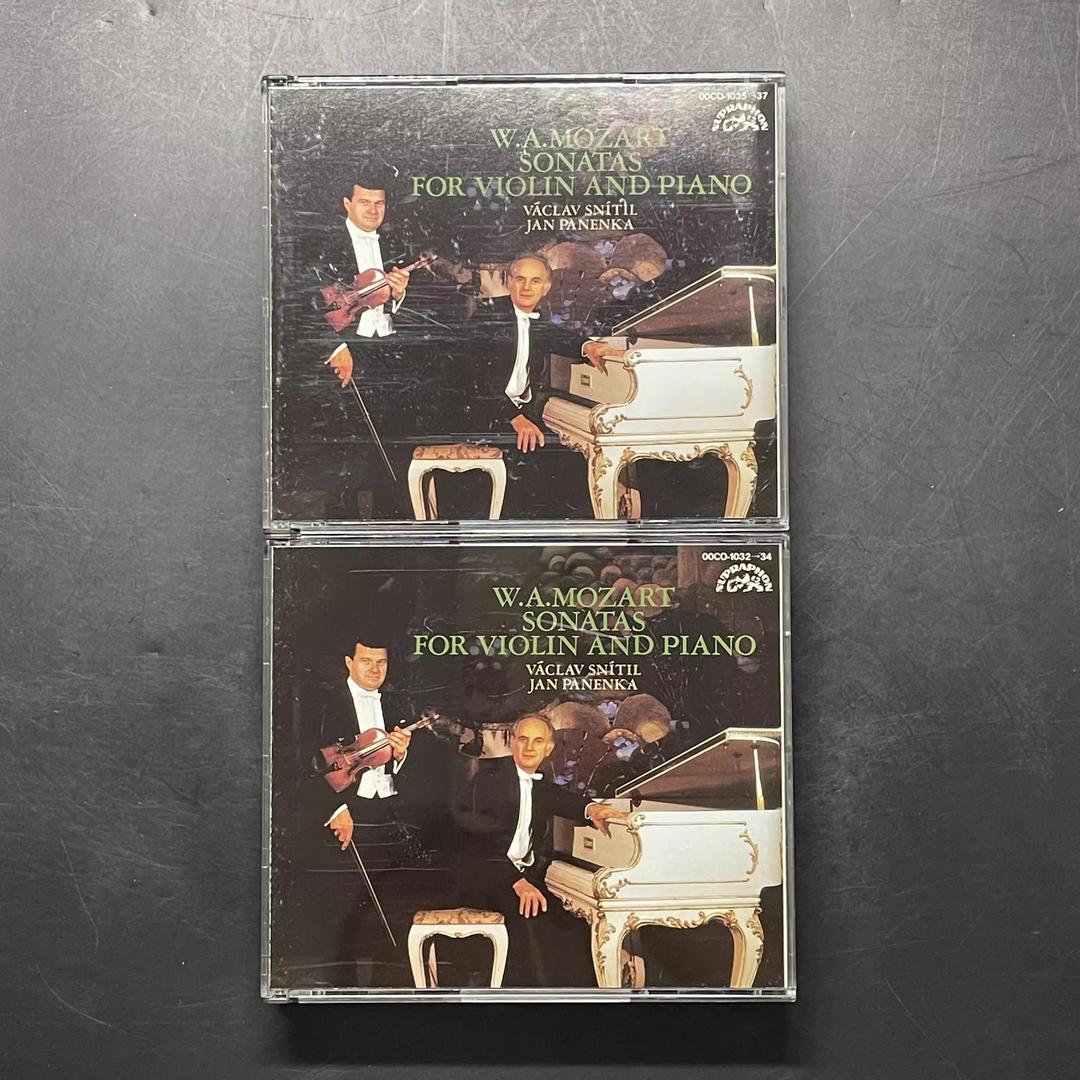 00CO-1035→37
SUPRAPHON
W.A.MOZART
SONATAS
FOR VIOLIN AND PIANO
VÁCLAV SNÍTIL
JAN PANENKA
00CO-1032→34
SUPRAPHON
W.A.MOZART
SONATAS
FOR VIOLIN AND PIANO
VÁCLAV SNÍTIL
JAN PANENKA